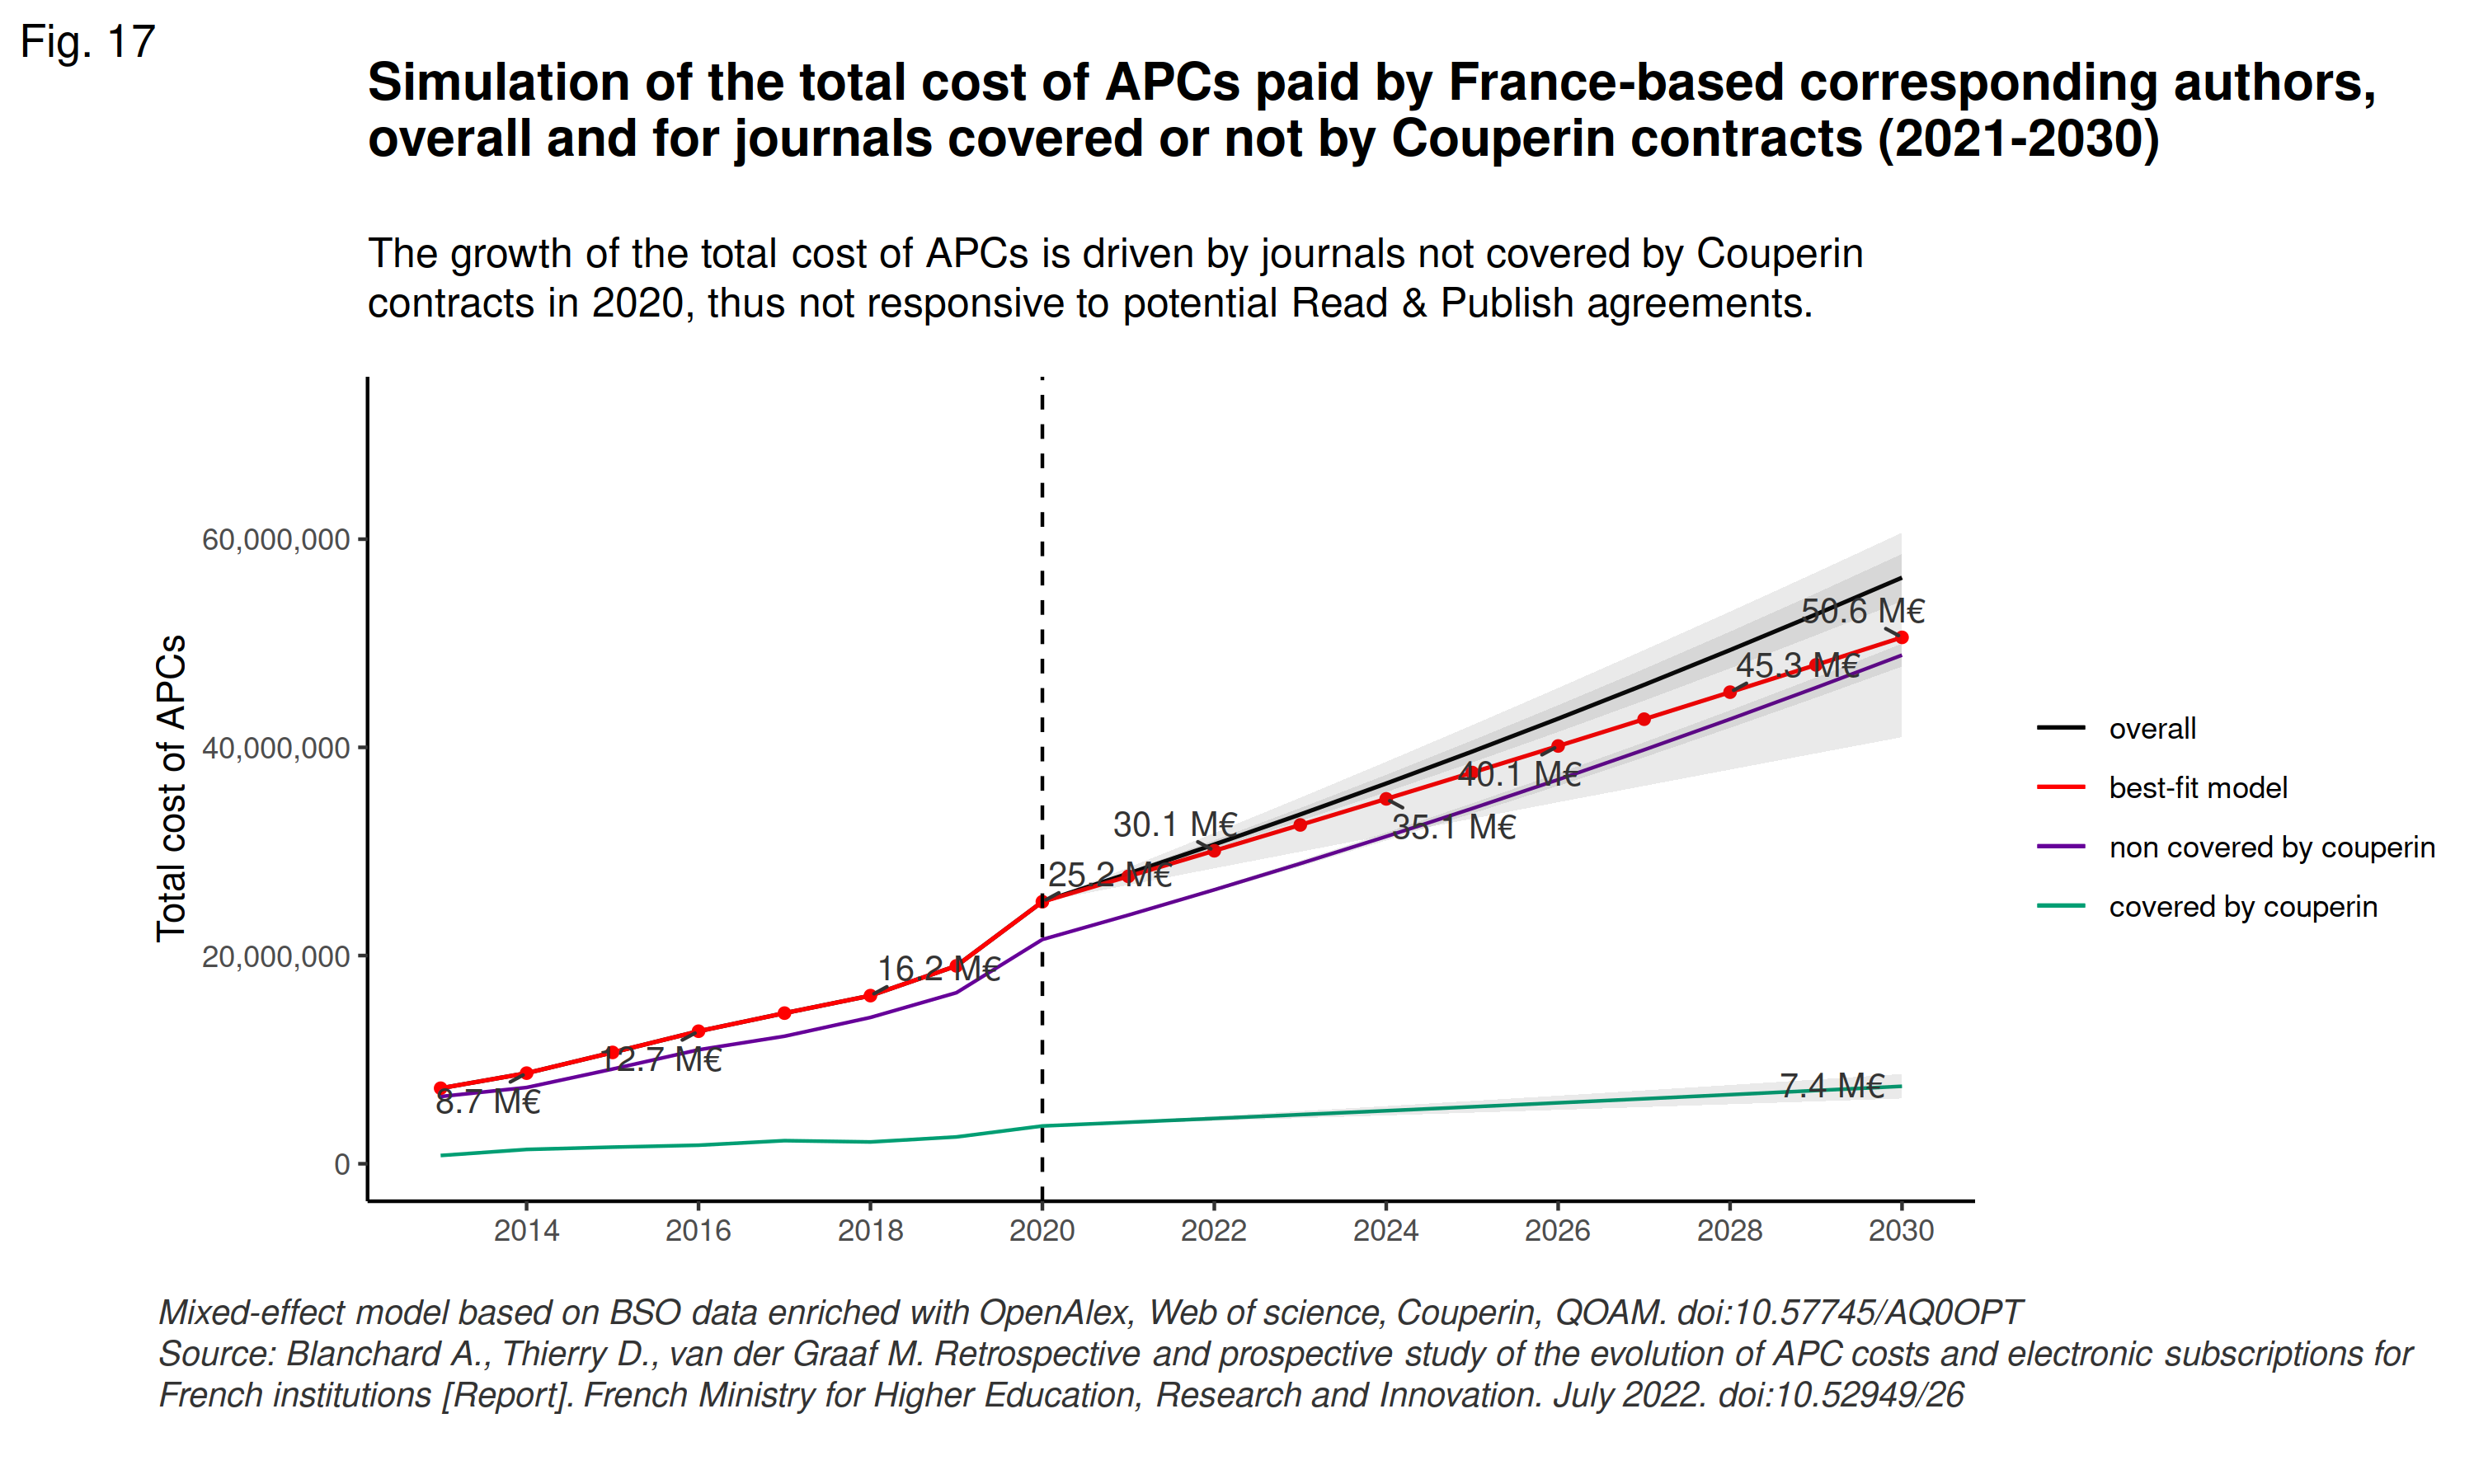 Fig. 17
Simulation of the total cost of APCs paid by France-based corresponding authors,
overall and for journals covered or not by Couperin contracts (2021-2030)
The growth of the total cost of APCs is driven by journals not covered by Couperin
contracts in 2020, thus not responsive to potential Read & Publish agreements.
Total cost of APCs
60,000,000
40,000,000
20,000,000
0
8.7 M€
12.7 M€
16.2 M€
25.2 M€
30.1 M€
35.1 M€
40.1 M€
45.3 M€
50.6 M€
7.4 M€
2014
2016
2018
2020
2022
2024
2026
2028
2030
overall
best-fit model
non covered by couperin
covered by couperin
Mixed-effect model based on BSO data enriched with OpenAlex, Web of science, Couperin, QOAM. doi:10.57745/AQ0OPT
Source: Blanchard A., Thierry D., van der Graaf M. Retrospective and prospective study of the evolution of APC costs and electronic subscriptions for
French institutions [Report]. French Ministry for Higher Education, Research and Innovation. July 2022. doi:10.52949/26